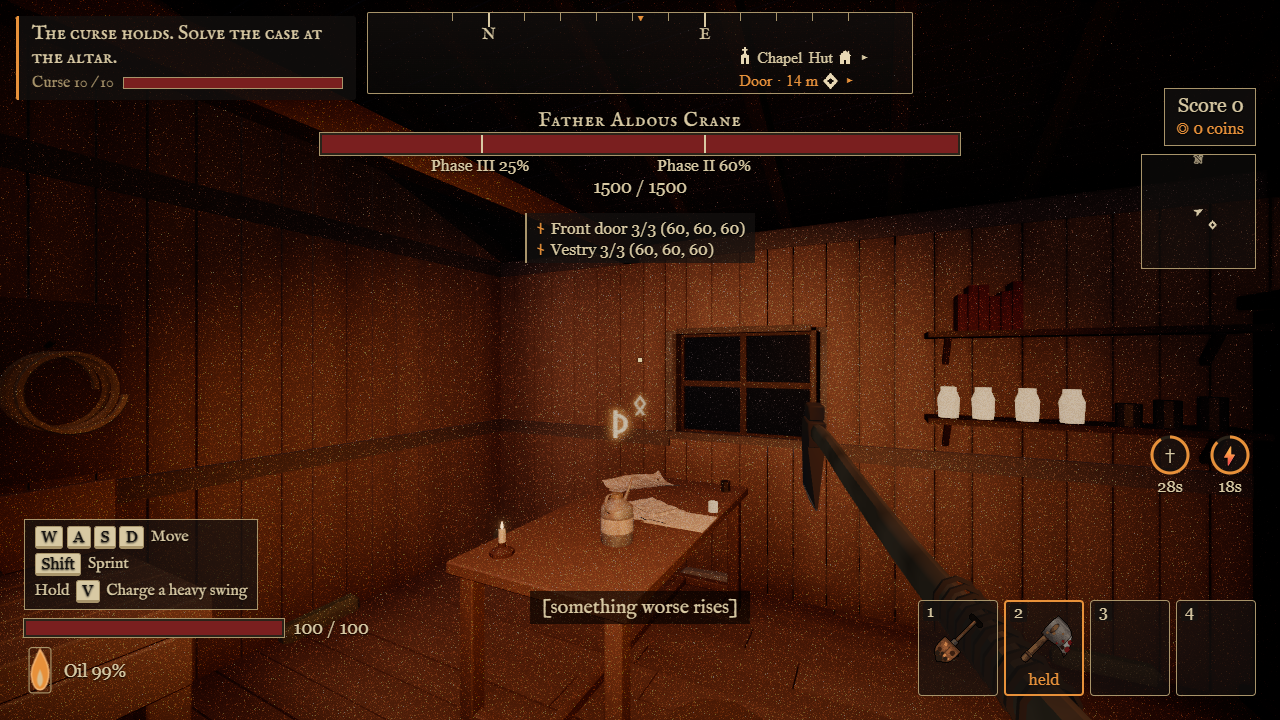 The curse holds. Solve the case at
the altar.
Curse 10/10
N
E
Chapel Hut
Door · 14 m
Father Aldous Crane
Phase III 25%
Phase II 60%
1500 / 1500
Front door 3/3 (60, 60, 60)
Vestry 3/3 (60, 60, 60)
Score 0
0 coins
ᚦ ᛟ
28s
18s
W A S D Move
Shift Sprint
Hold V Charge a heavy swing
[something worse rises]
100 / 100
Oil 99%
1
2
held
3
4